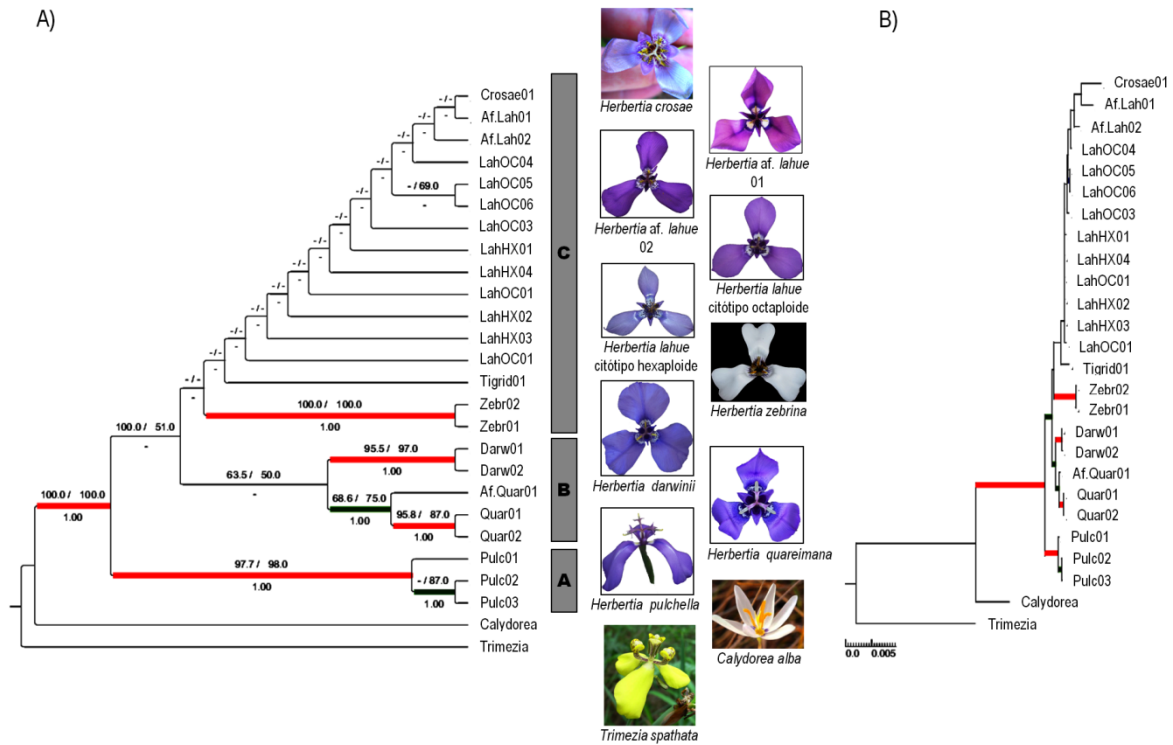 A)
Crosae01
Af.Lah01
Af.Lah02
LahOC04
LahOC05
LahOC06
LahOC03
LahHX01
LahHX04
LahOC01
LahHX02
LahHX03
LahOC01
Tigrid01
Zebr02
Zebr01
Darw01
Darw02
Af.Quar01
Quar01
Quar02
Pulc01
Pulc02
Pulc03
Calydorea
Trimezia
-/-
-
-/-
-
-/-
-
-/-
-
- / 69.0
-
-/-
-
-/-
-
-/-
-
-/-
-
-/-
-
-/-
-
-/-
-
-/-
-
100.0 / 100.0
1.00
100.0 / 51.0
-
95.5 / 97.0
1.00
63.5 / 50.0
-
68.6 / 75.0
1.00
95.8 / 87.0
1.00
100.0 / 100.0
1.00
97.7 / 98.0
1.00
- / 87.0
1.00
C
B
A
Herbertia crosae
Herbertia af. lahue
01
Herbertia af. lahue
02
Herbertia lahue
citótipo octaploide
Herbertia lahue
citótipo hexaploide
Herbertia zebrina
Herbertia darwinii
Herbertia quareimana
Herbertia pulchella
Calydorea alba
Trimezia spathata
B)
Crosae01
Af.Lah01
Af.Lah02
LahOC04
LahOC05
LahOC06
LahOC03
LahHX01
LahHX04
LahOC01
LahHX02
LahHX03
LahOC01
Tigrid01
Zebr02
Zebr01
Darw01
Darw02
Af.Quar01
Quar01
Quar02
Pulc01
Pulc02
Pulc03
Calydorea
Trimezia
0.0 0.005